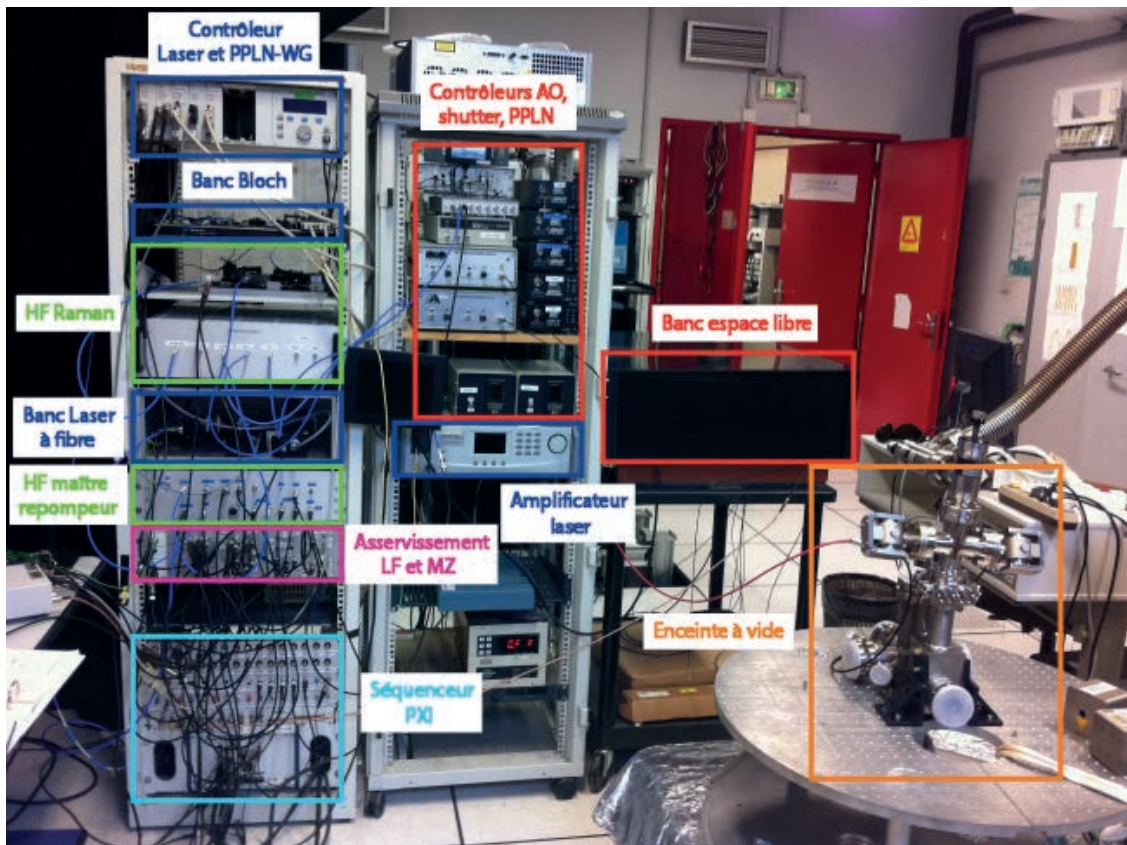 Contrôleur
Laser et PPLN-WG
Contrôleurs AO,
shutter, PPLN
Banc Bloch
HF Raman
Banc espace libre
Banc Laser
à fibre
HF maître
repompeur
Amplificateur
laser
Asservissement
LF et MZ
Enceinte à vide
Séquenceur
PXI